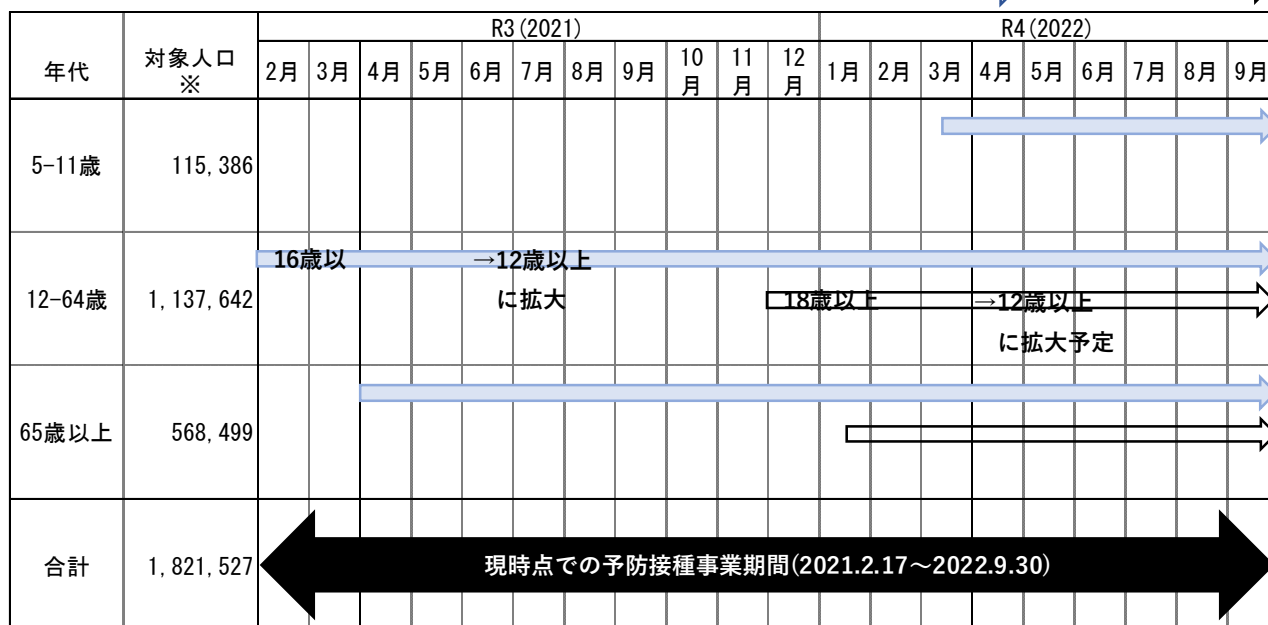 R3(2021) R4(2022)
年代 対象人口※ 2月 3月 4月 5月 6月 7月 8月 9月 10月 11月 12月 1月 2月 3月 4月 5月 6月 7月 8月 9月
5-11歳 115,386
16歳以 →12歳以上
12-64歳 1,137,642 に拡大 18歳以上 →12歳以上
に拡大予定
65歳以上 568,499
合計 1,821,527 現時点での予防接種事業期間(2021.2.17～2022.9.30)